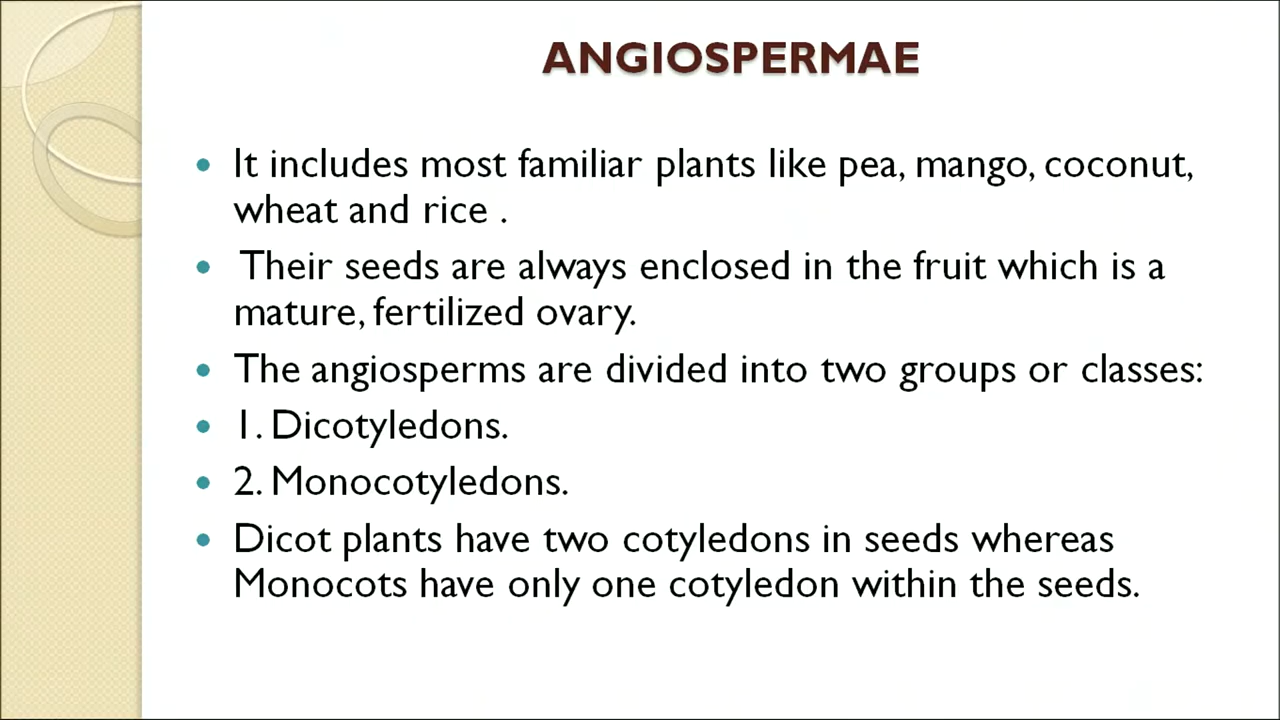 ANGIOSPERMAE
• It includes most familiar plants like pea, mango, coconut,
wheat and rice .
• Their seeds are always enclosed in the fruit which is a
mature, fertilized ovary.
• The angiosperms are divided into two groups or classes:
• 1. Dicotyledons.
• 2. Monocotyledons.
• Dicot plants have two cotyledons in seeds whereas
Monocots have only one cotyledon within the seeds.